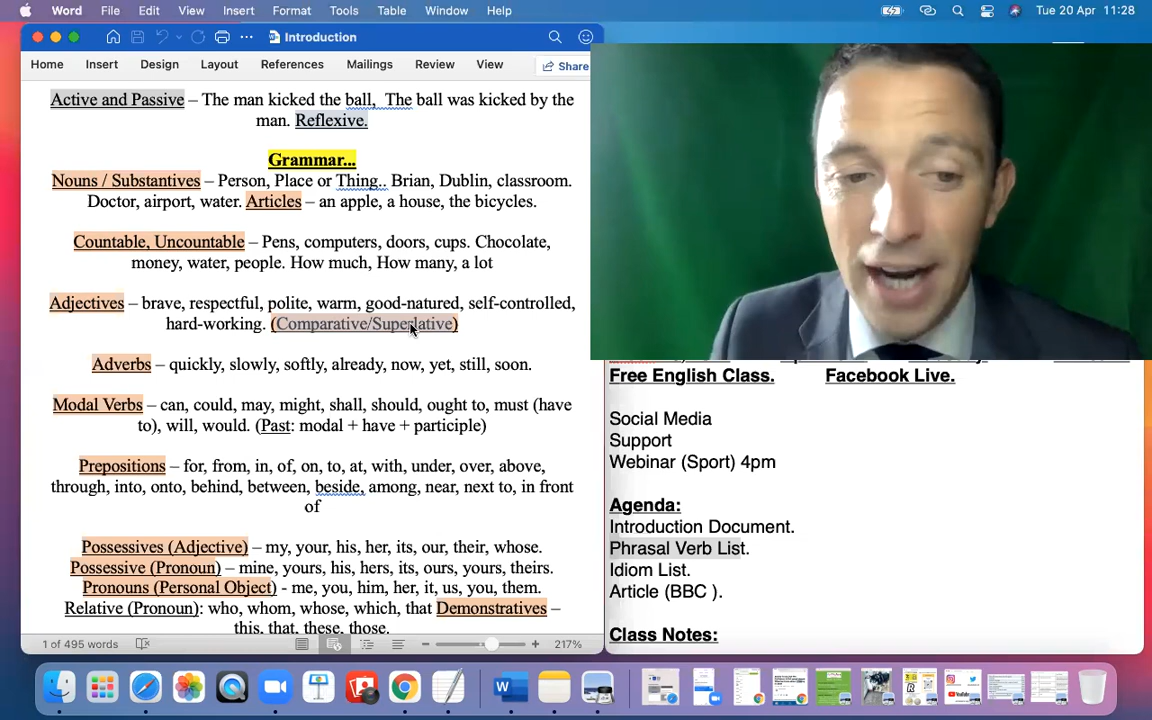 Word File Edit View Insert Format Tools Table Window Help Tue 20 Apr 11:28
Introduction
Home Insert Design Layout References Mailings Review View Share
Active and Passive – The man kicked the ball, The ball was kicked by the
man. Reflexive.
Grammar...
Nouns / Substantives – Person, Place or Thing.. Brian, Dublin, classroom.
Doctor, airport, water. Articles – an apple, a house, the bicycles.
Countable, Uncountable – Pens, computers, doors, cups. Chocolate,
money, water, people. How much, How many, a lot
Adjectives – brave, respectful, polite, warm, good-natured, self-controlled,
hard-working. (Comparative/Superlative)
Adverbs – quickly, slowly, softly, already, now, yet, still, soon.
Modal Verbs – can, could, may, might, shall, should, ought to, must (have
to), will, would. (Past: modal + have + participle)
Prepositions – for, from, in, of, on, to, at, with, under, over, above,
through, into, onto, behind, between, beside, among, near, next to, in front
of
Possessives (Adjective) – my, your, his, her, its, our, their, whose.
Possessive (Pronoun) – mine, yours, his, hers, its, ours, yours, theirs.
Pronouns (Personal Object) - me, you, him, her, it, us, you, them.
Relative (Pronoun): who, whom, whose, which, that Demonstratives –
this, that, these, those.
1 of 495 words 217%
Free English Class. Facebook Live.
Social Media
Support
Webinar (Sport) 4pm
Agenda:
Introduction Document.
Phrasal Verb List.
Idiom List.
Article (BBC ).
Class Notes: